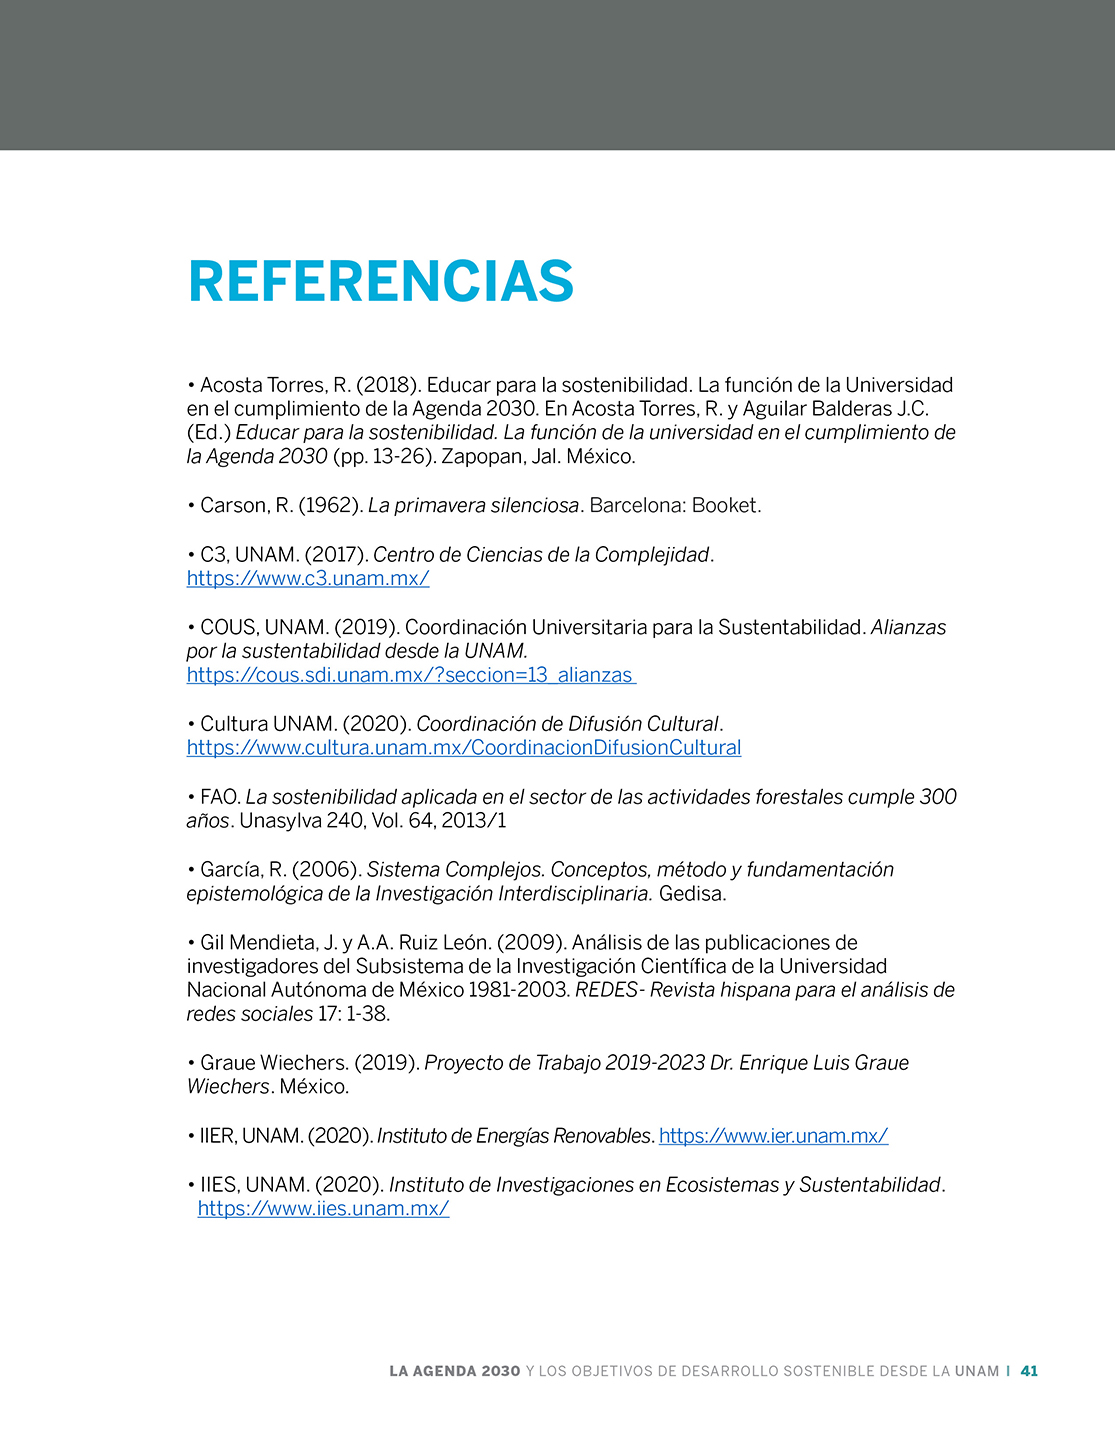 REFERENCIAS
• Acosta Torres, R. (2018). Educar para la sostenibilidad. La función de la Universidad
en el cumplimiento de la Agenda 2030. En Acosta Torres, R. y Aguilar Balderas J.C.
(Ed.) Educar para la sostenibilidad. La función de la universidad en el cumplimiento de
la Agenda 2030 (pp. 13-26). Zapopan, Jal. México.
• Carson, R. (1962). La primavera silenciosa. Barcelona: Booket.
• C3, UNAM. (2017). Centro de Ciencias de la Complejidad.
https://www.c3.unam.mx/
• COUS, UNAM. (2019). Coordinación Universitaria para la Sustentabilidad. Alianzas
por la sustentabilidad desde la UNAM.
https://cous.sdi.unam.mx/?seccion=13_alianzas
• Cultura UNAM. (2020). Coordinación de Difusión Cultural.
https://www.cultura.unam.mx/CoordinacionDifusionCultural
• FAO. La sostenibilidad aplicada en el sector de las actividades forestales cumple 300
años. Unasylva 240, Vol. 64, 2013/1
• García, R. (2006). Sistema Complejos. Conceptos, método y fundamentación
epistemológica de la Investigación Interdisciplinaria. Gedisa.
• Gil Mendieta, J. y A.A. Ruiz León. (2009). Análisis de las publicaciones de
investigadores del Subsistema de la Investigación Científica de la Universidad
Nacional Autónoma de México 1981-2003. REDES- Revista hispana para el análisis de
redes sociales 17: 1-38.
• Graue Wiechers. (2019). Proyecto de Trabajo 2019-2023 Dr. Enrique Luis Graue
Wiechers. México.
• IIER, UNAM. (2020). Instituto de Energías Renovables. https://www.ier.unam.mx/
• IIES, UNAM. (2020). Instituto de Investigaciones en Ecosistemas y Sustentabilidad.
https://www.iies.unam.mx/
LA AGENDA 2030 Y LOS OBJETIVOS DE DESARROLLO SOSTENIBLE DESDE LA UNAM | 41